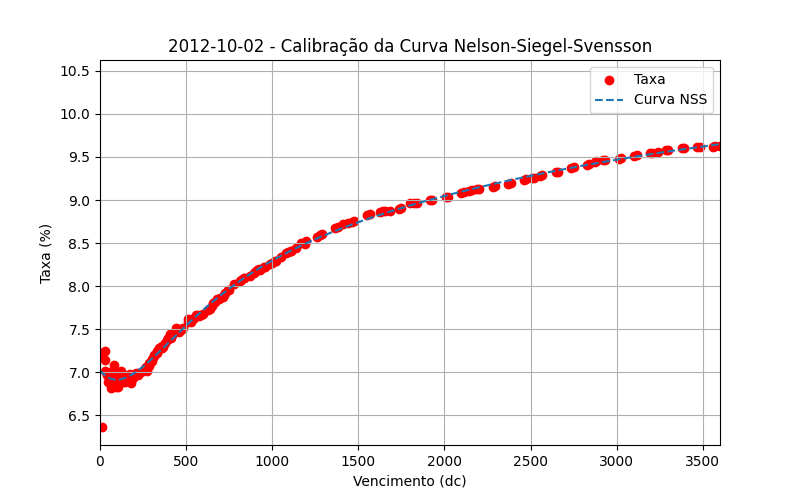 2012-10-02 - Calibração da Curva Nelson-Siegel-Svensson
Taxa
Curva NSS
Taxa (%)
10.5
10.0
9.5
9.0
8.5
8.0
7.5
7.0
6.5
0 500 1000 1500 2000 2500 3000 3500
Vencimento (dc)